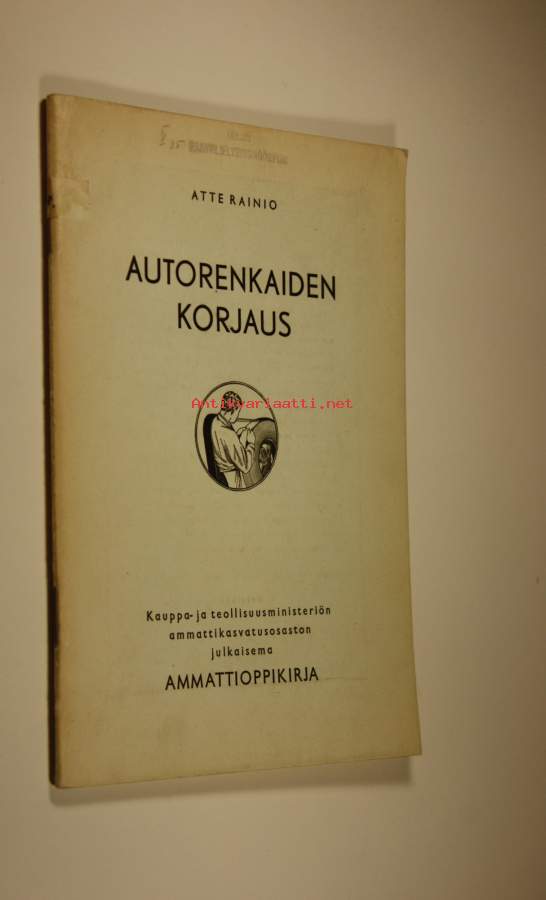 ATTE RAINIO
AUTORENKAIDEN
KORJAUS
Antikvariaatti.net
Kauppa- ja teollisuusministeriön
ammattikasvatusosaston
julkaisema
AMMATTIOPPIKIRJA